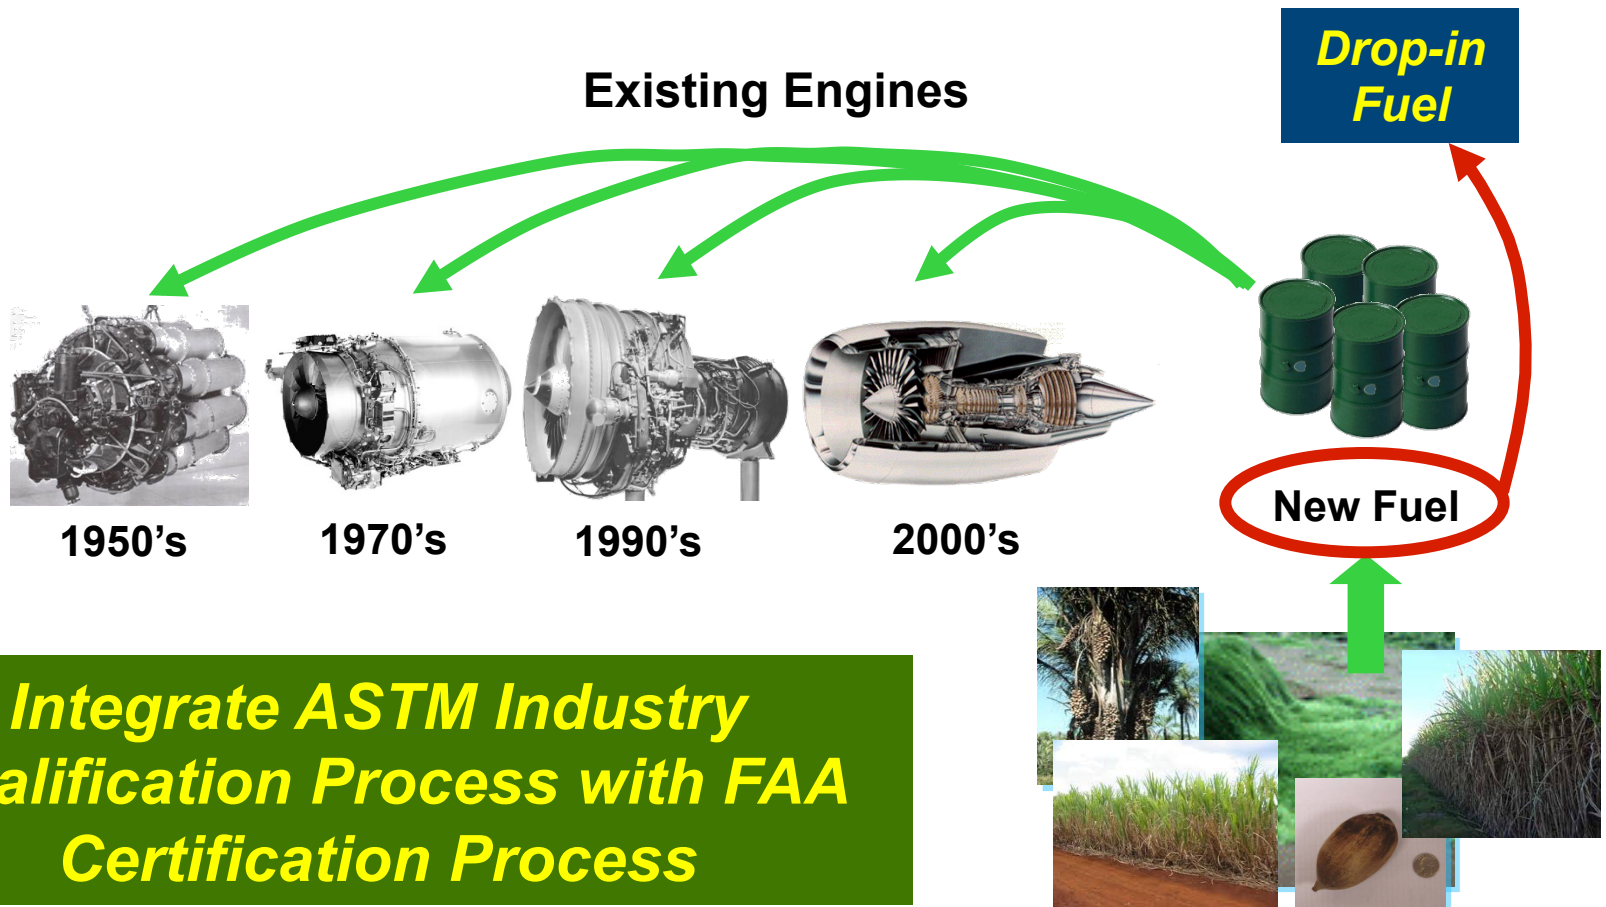 Drop-in
Fuel
Existing Engines
1950’s
1970’s
1990’s
2000’s
New Fuel
Integrate ASTM Industry
alification Process with FAA
Certification Process